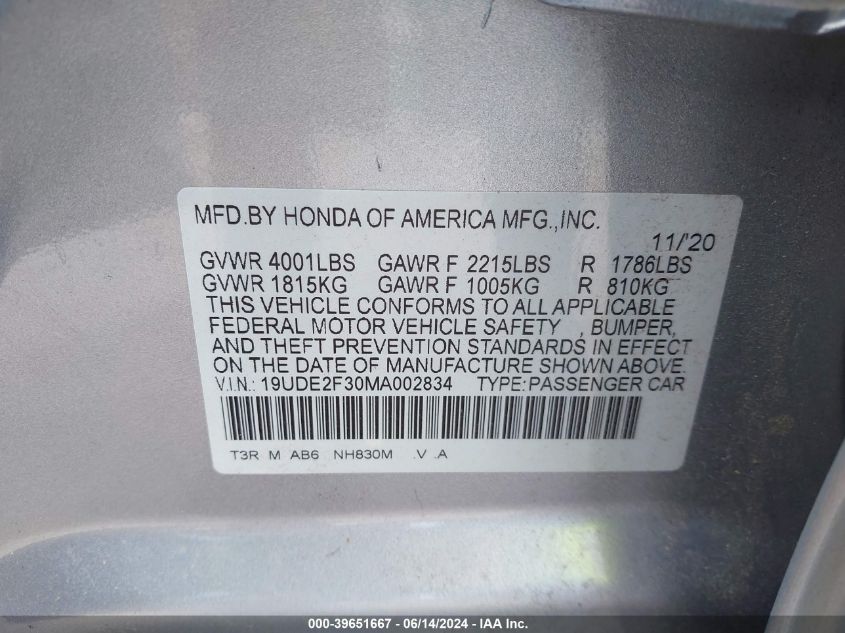 MFD.BY HONDA OF AMERICA MFG.,INC.
11/'20
GVWR 4001LBS GAWR F 2215LBS R 1786LBS
GVWR 1815KG GAWR F 1005KG R 810KG
THIS VEHICLE CONFORMS TO ALL APPLICABLE
FEDERAL MOTOR VEHICLE SAFETY , BUMPER,
AND THEFT PREVENTION STANDARDS IN EFFECT
ON THE DATE OF MANUFACTURE SHOWN ABOVE.
V.I.N.: 19UDE2F30MA002834 TYPE:PASSENGER CAR
T3R M AB6 NH830M .V .A
000-39651667 - 06/14/2024 - IAA Inc.